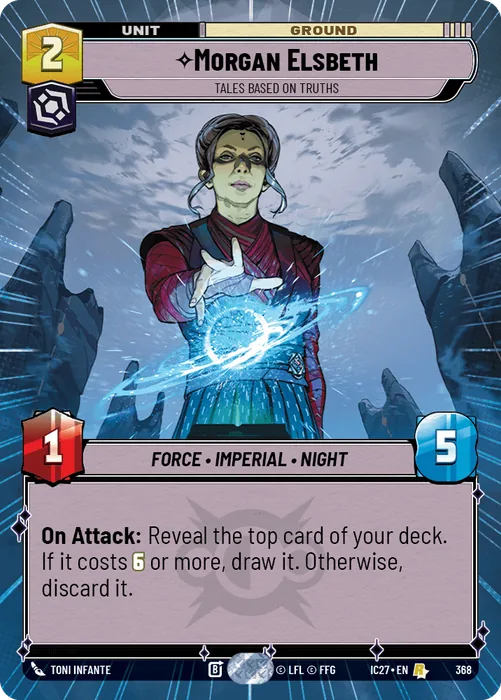 UNIT GROUND
2
✧MORGAN ELSBETH
TALES BASED ON TRUTHS
1
5
FORCE • IMPERIAL • NIGHT
On Attack: Reveal the top card of your deck.
If it costs 6 or more, draw it. Otherwise,
discard it.
TONI INFANTE B © LFL © FFG IC27 • EN R 368